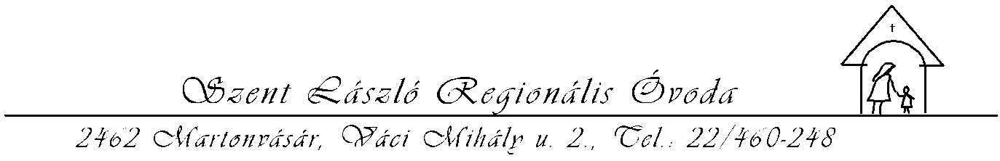 Szent László Regionális Óvoda
2462 Martonvásár, Váci Mihály u. 2., Tel.: 22/460-248